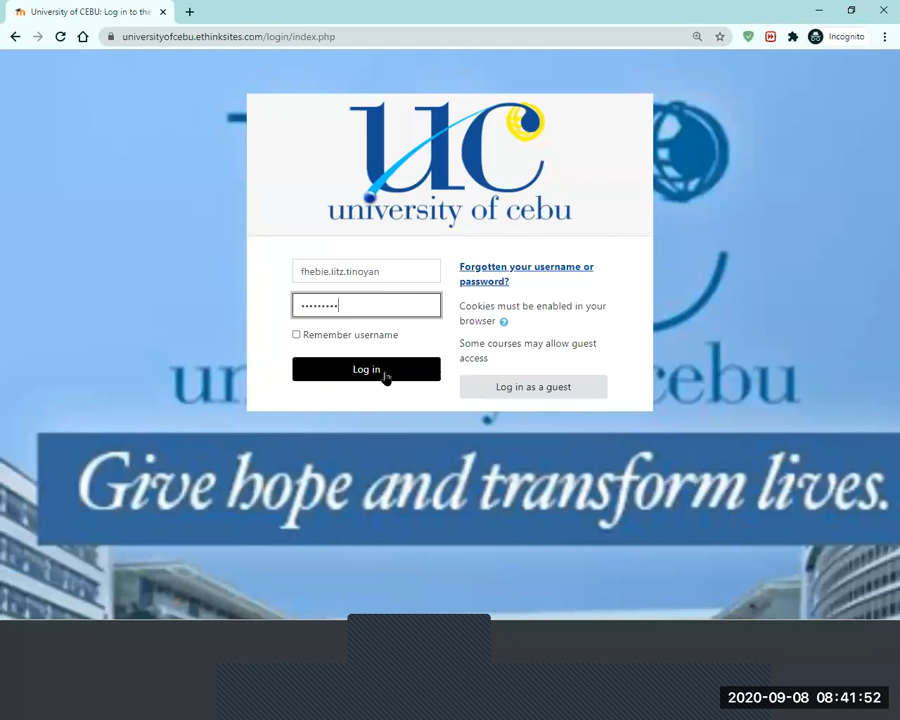 University of CEBU: Log in to the
universityofcebu.ethinksites.com/login/index.php
Incognito
uc
university of cebu
fhebie.litz.tinoyan
•••••••••
Remember username
Log in
Forgotten your username or
password?
Cookies must be enabled in your
browser
Some courses may allow guest
access
Log in as a guest
un
cebu
Give hope and transform lives.
2020-09-08 08:41:52